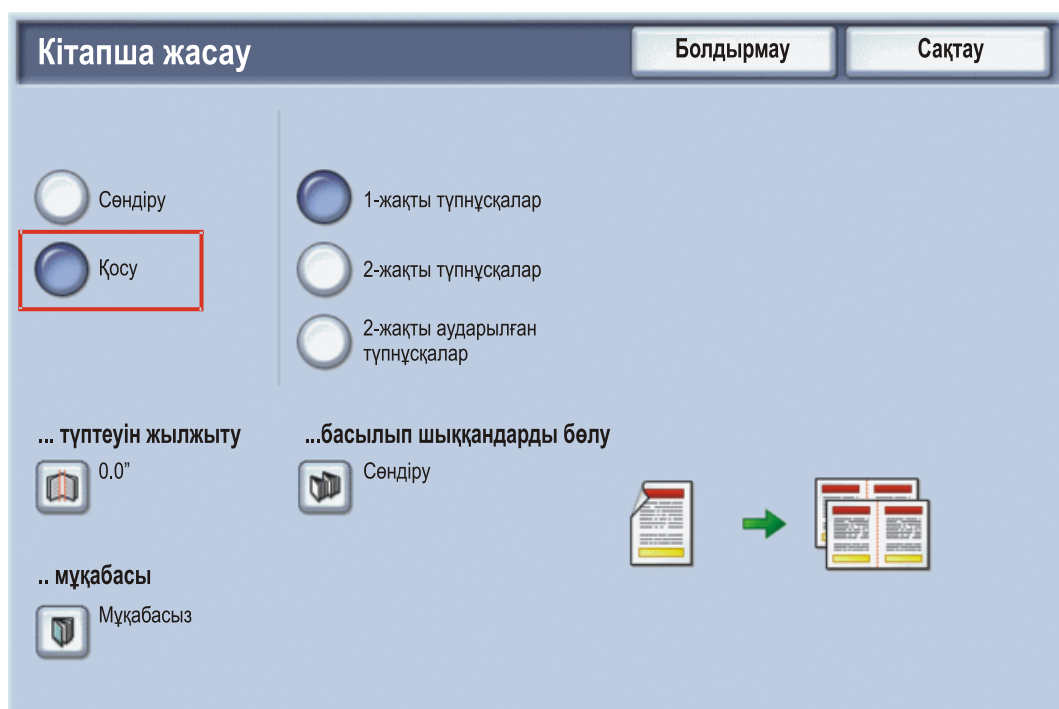 Кітапша жасау
Болдырмау
Сақтау
Сөндіру
Қосу
1-жақты түпнұсқалар
2-жақты түпнұсқалар
2-жақты аударылған
түпнұсқалар
... түптеуін жылжыту
0.0”
...басылып шыққандарды бөлу
Сөндіру
.. мұқабасы
Мұқабасыз